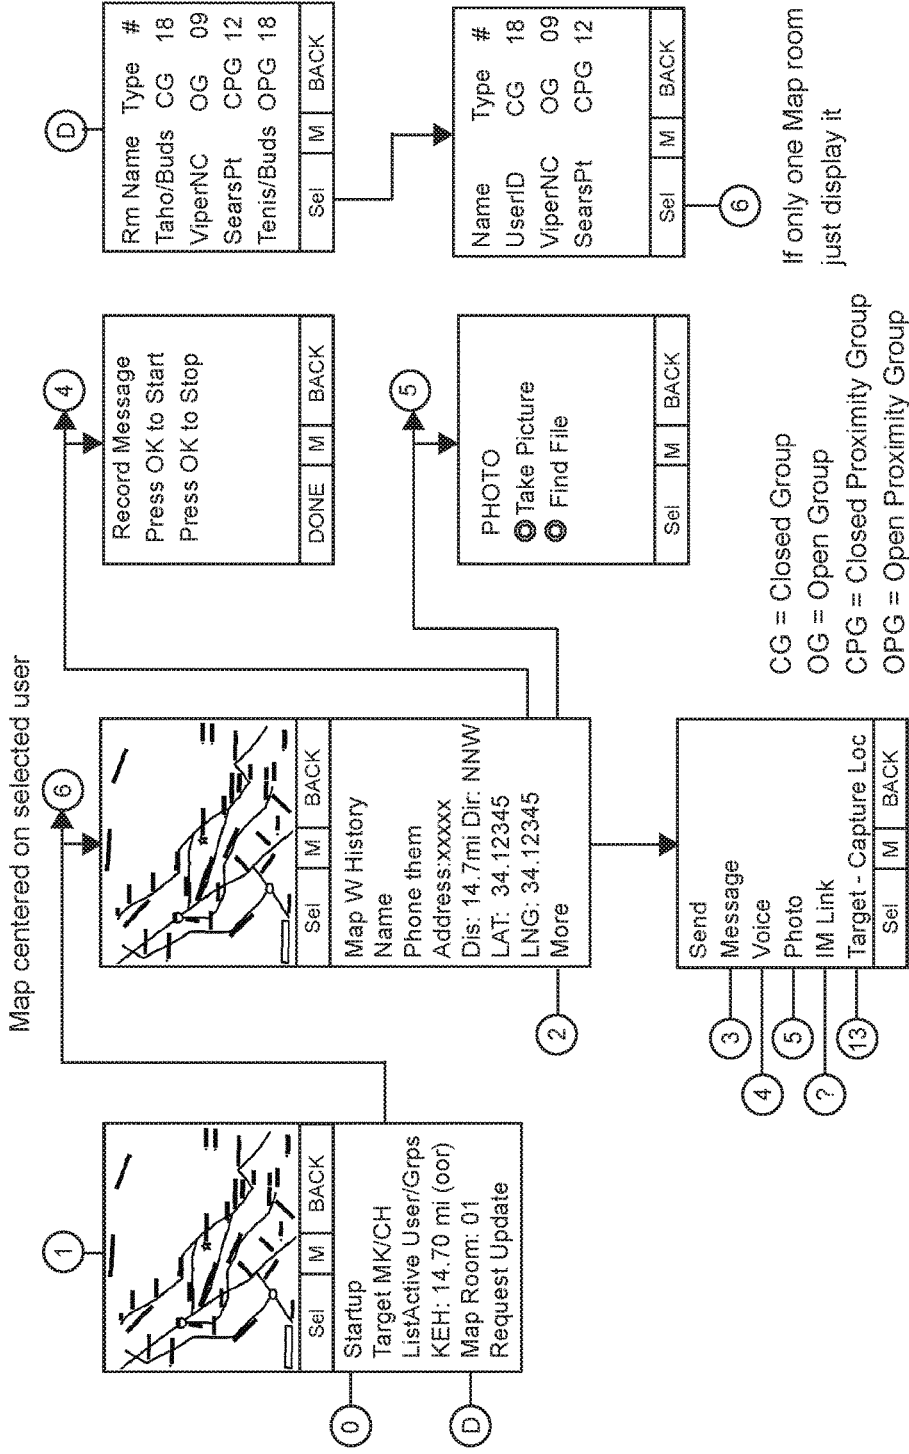 Map centered on selected user
1
Sel M BACK
Startup
Target MK/CH
ListActive User/Grps
KEH: 14.70 mi (oor)
Map Room: 01
Request Update
0
D
6
Sel M BACK
Map W History
Name
Phone them
Address:xxxxx
Dis: 14.7mi Dir: NNW
LAT: 34.12345
LNG: 34.12345
More
2
Send
Message
Voice
Photo
IM Link
Target - Capture Loc
Sel M BACK
3
4
5
?
13
4
Record Message
Press OK to Start
Press OK to Stop
DONE M BACK
5
PHOTO
Take Picture
Find File
Sel M BACK
CG = Closed Group
OG = Open Group
CPG = Closed Proximity Group
OPG = Open Proximity Group
D
Rm Name Type #
Taho/Buds CG 18
ViperNC OG 09
SearsPt CPG 12
Tenis/Buds OPG 18
Sel M BACK
Name Type #
UserID CG 18
ViperNC OG 09
SearsPt CPG 12
Sel M BACK
6
If only one Map room
just display it